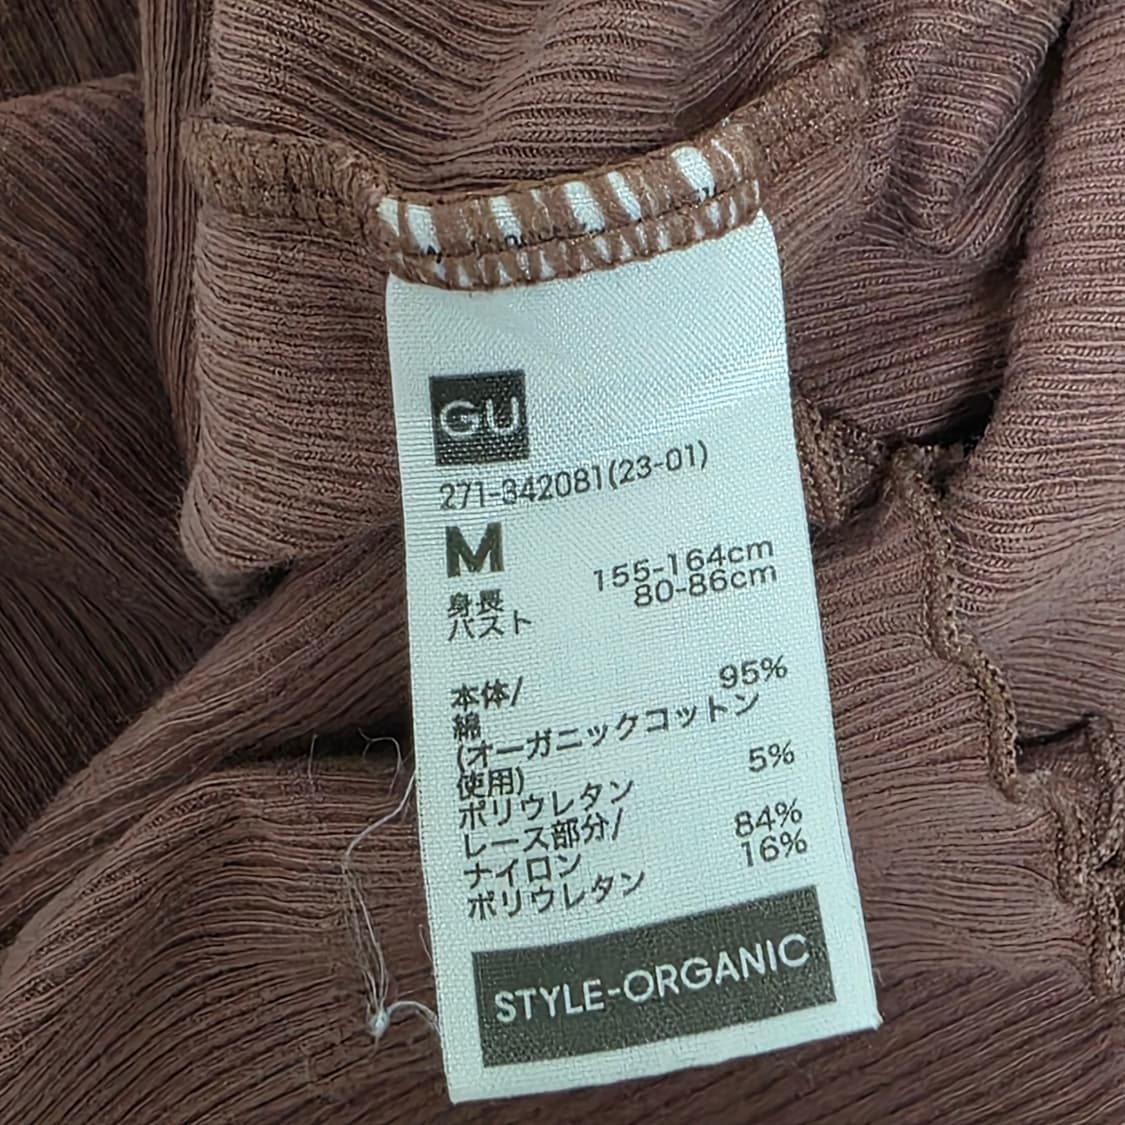 GU
271-342081(23-01)
M
身長 155-164cm
バスト 80-86cm
本体/
綿 95%
(オーガニックコットン
使用)
ポリウレタン 5%
レース部分/
ナイロン 84%
ポリウレタン 16%
STYLE-ORGANIC